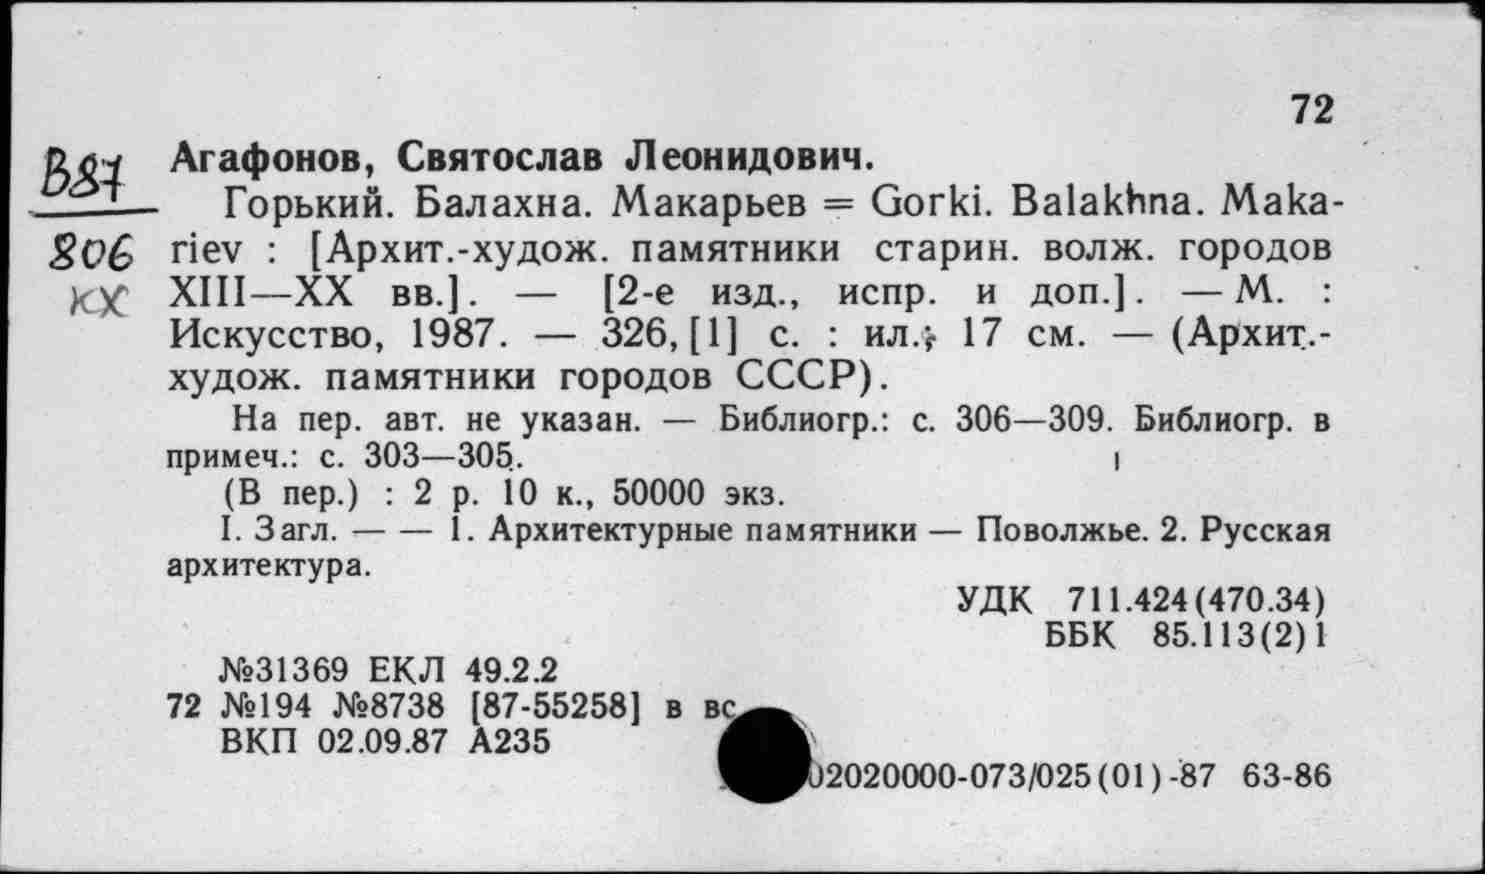 72
В87 Агафонов, Святослав Леонидович.
Горький. Балахна. Макарьев = Gorki. Balakhna. Maka-
806 riev : [Архит.-худож. памятники старин. волж. городов
кх XIII—XX вв.]. — [2-е изд., испр. и доп.]. — М. :
Искусство, 1987. — 326, [1] с. : ил.; 17 см. — (Архит.-
худож. памятники городов СССР).
На пер. авт. не указан. — Библиогр.: с. 306—309. Библиогр. в
примеч.: с. 303—305.
(В пер.) : 2 р. 10 к., 50000 экз.
I. Загл. — — 1. Архитектурные памятники — Поволжье. 2. Русская
архитектура.
УДК 711.424(470.34)
ББК 85.113(2)1
№31369 ЕКЛ 49.2.2
72 №194 №8738 [87-55258] в вс
ВКП 02.09.87 А235
02020000-073/025(01)-87 63-86